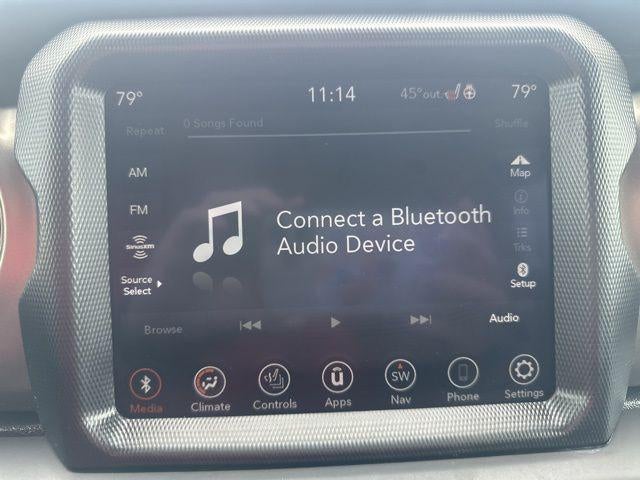 79° 11:14 45°out 79°
Repeat 0 Songs Found Shuffle
AM
FM
SiriusXM
Source
Select
Connect a Bluetooth
Audio Device
Map
Info
Trks
Setup
Browse Audio
Media Climate Controls Apps Nav Phone Settings
U
SW